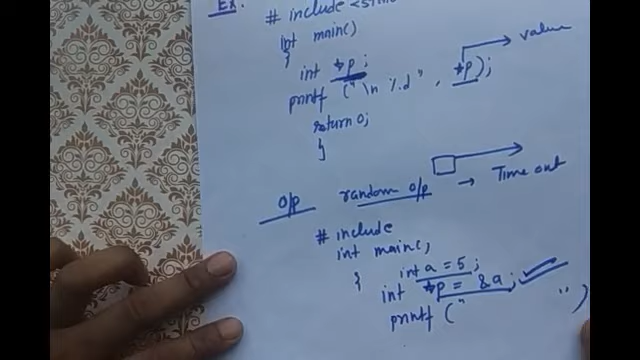 Ex.
# include <stdio
int main()
{
int *p;
printf ("\n %d", *p); → value
return 0;
}
O/p random o/p → Time out
# include
int main()
{ int a = 5;
int *p = &a;
printf (" ")